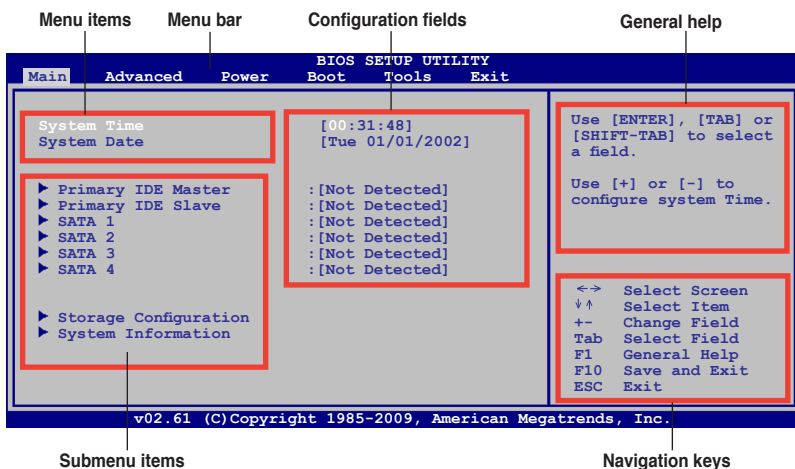 Menu items Menu bar Configuration fields General help
BIOS SETUP UTILITY
Main Advanced Power Boot Tools Exit
System Time [00:31:48]
System Date [Tue 01/01/2002]
Primary IDE Master :[Not Detected]
Primary IDE Slave :[Not Detected]
SATA 1 :[Not Detected]
SATA 2 :[Not Detected]
SATA 3 :[Not Detected]
SATA 4 :[Not Detected]
Storage Configuration
System Information
Use [ENTER], [TAB] or
[SHIFT-TAB] to select
a field.
Use [+] or [-] to
configure system Time.
←→ Select Screen
↓↑ Select Item
+- Change Field
Tab Select Field
F1 General Help
F10 Save and Exit
ESC Exit
v02.61 (C)Copyright 1985-2009, American Megatrends, Inc.
Submenu items Navigation keys